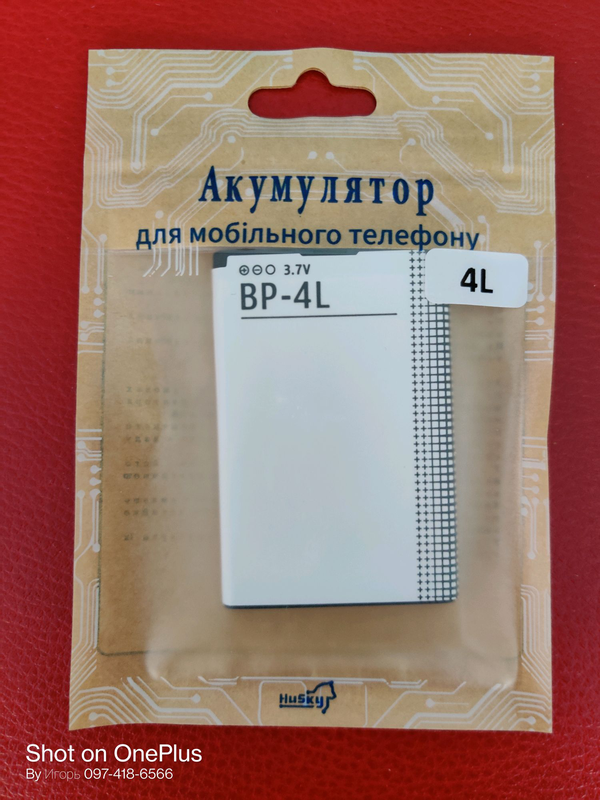 Акумулятор
для мобільного телефону
4L
⊕⊖○ 3.7V
BP-4L
HuSky
Shot on OnePlus
By Игорь 097-418-6566